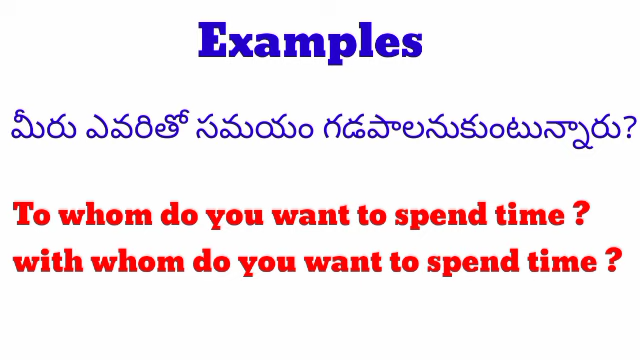 Examples
మీరు ఎవరితో సమయం గడపాలనుకుంటున్నారు?
To whom do you want to spend time ?
with whom do you want to spend time ?